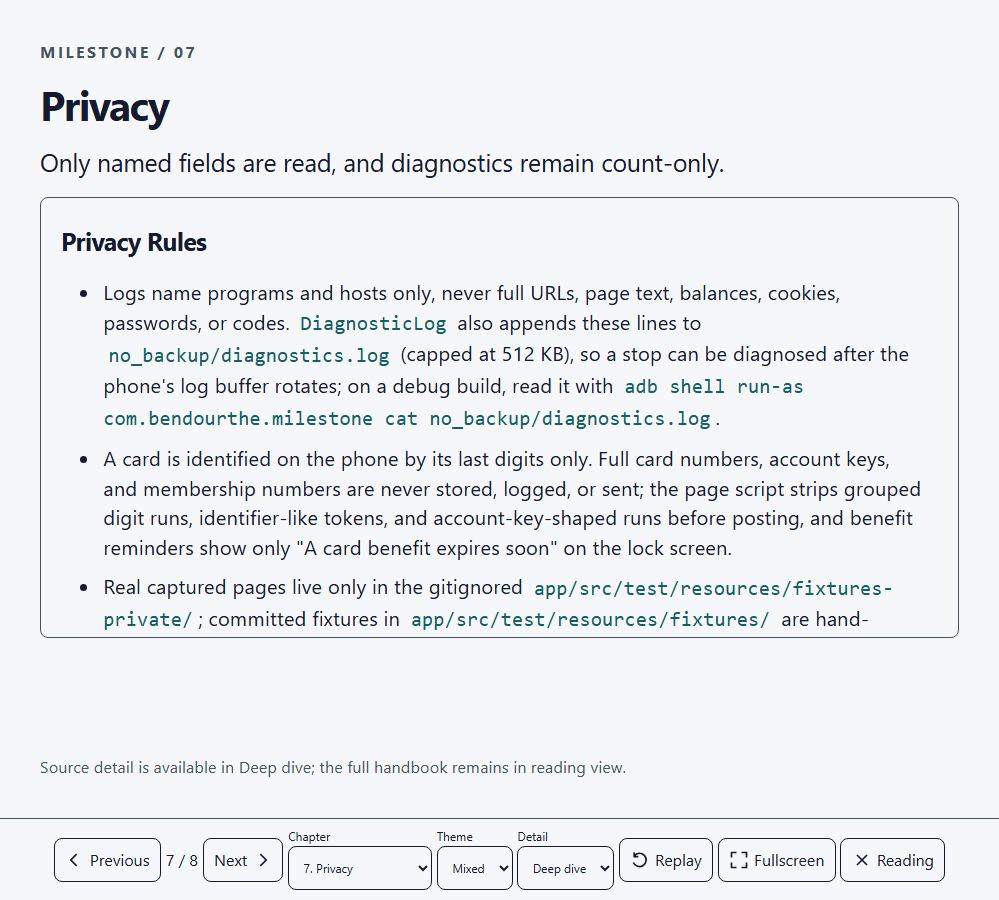 MILESTONE / 07
Privacy
Only named fields are read, and diagnostics remain count-only.
Privacy Rules
• Logs name programs and hosts only, never full URLs, page text, balances, cookies,
passwords, or codes. DiagnosticLog also appends these lines to
no_backup/diagnostics.log (capped at 512 KB), so a stop can be diagnosed after the
phone's log buffer rotates; on a debug build, read it with adb shell run-as
com.bendourthe.milestone cat no_backup/diagnostics.log.
• A card is identified on the phone by its last digits only. Full card numbers, account keys,
and membership numbers are never stored, logged, or sent; the page script strips grouped
digit runs, identifier-like tokens, and account-key-shaped runs before posting, and benefit
reminders show only "A card benefit expires soon" on the lock screen.
• Real captured pages live only in the gitignored app/src/test/resources/fixtures-
private/; committed fixtures in app/src/test/resources/fixtures/ are hand-
Source detail is available in Deep dive; the full handbook remains in reading view.
Chapter Theme Detail
Previous 7 / 8 Next 7. Privacy Mixed Deep dive Replay Fullscreen Reading